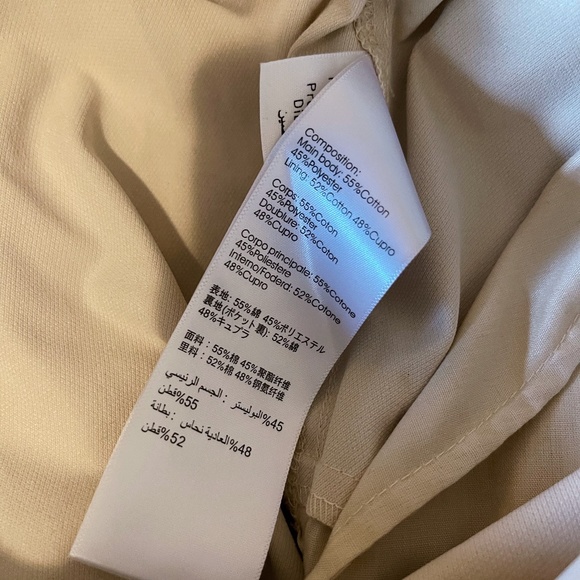 Composition:
Main body: 55%Cotton
45%Polyester
Lining: 52%Cotton 48%Cupro
Corps: 55%Coton
45%Polyester
Doublure: 52%Coton
48%Cupro
Corpo principale: 55%Cotone
45%Poliestere
Interno/Foderd: 52%Cotone
48%Cupro
表地: 55%綿 45%ポリエステル
裏地(ポケット裏): 52%綿
48%キュプラ
面料: 55%棉 45%聚酯纤维
里料: 52%棉 48%铜氨纤维
45%البوليستر: الجسم الرئيسي
55%قطن
48%العادية نحاس: بطانة
52%قطن